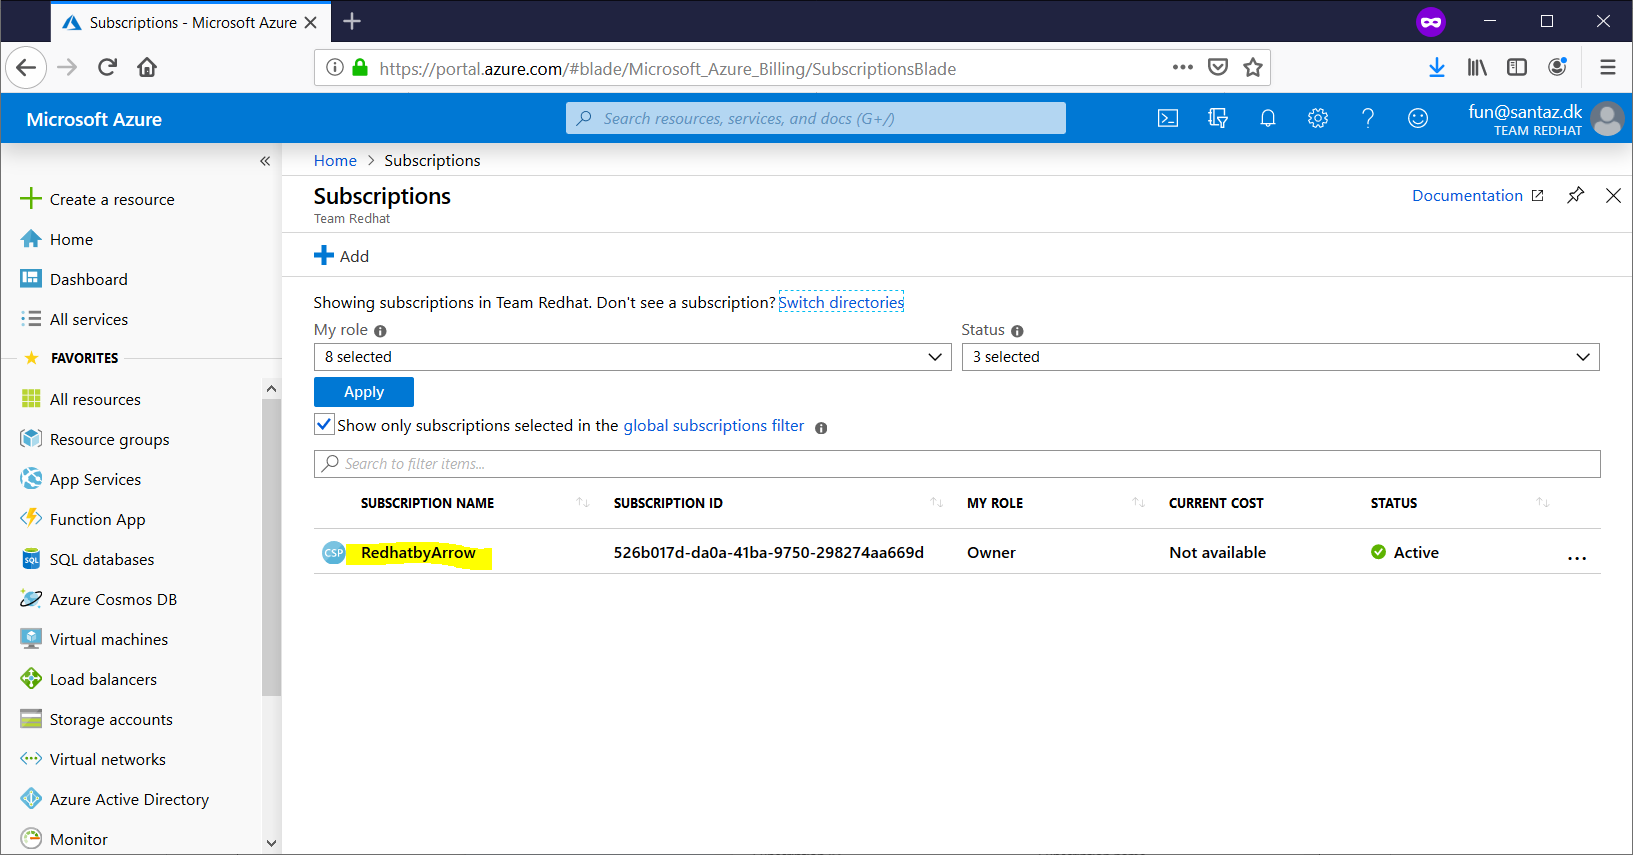 Subscriptions - Microsoft Azure
https://portal.azure.com/#blade/Microsoft_Azure_Billing/SubscriptionsBlade
Microsoft Azure
Search resources, services, and docs (G+/)
fun@santaz.dk
TEAM REDHAT
Create a resource
Home
Dashboard
All services
FAVORITES
All resources
Resource groups
App Services
Function App
SQL databases
Azure Cosmos DB
Virtual machines
Load balancers
Storage accounts
Virtual networks
Azure Active Directory
Monitor
Home > Subscriptions
Subscriptions
Team Redhat
Documentation
Add
Showing subscriptions in Team Redhat. Don't see a subscription? Switch directories
My role
Status
8 selected
3 selected
Apply
Show only subscriptions selected in the global subscriptions filter
Search to filter items...
SUBSCRIPTION NAME SUBSCRIPTION ID MY ROLE CURRENT COST STATUS
CSP RedhatbyArrow 526b017d-da0a-41ba-9750-298274aa669d Owner Not available Active ...